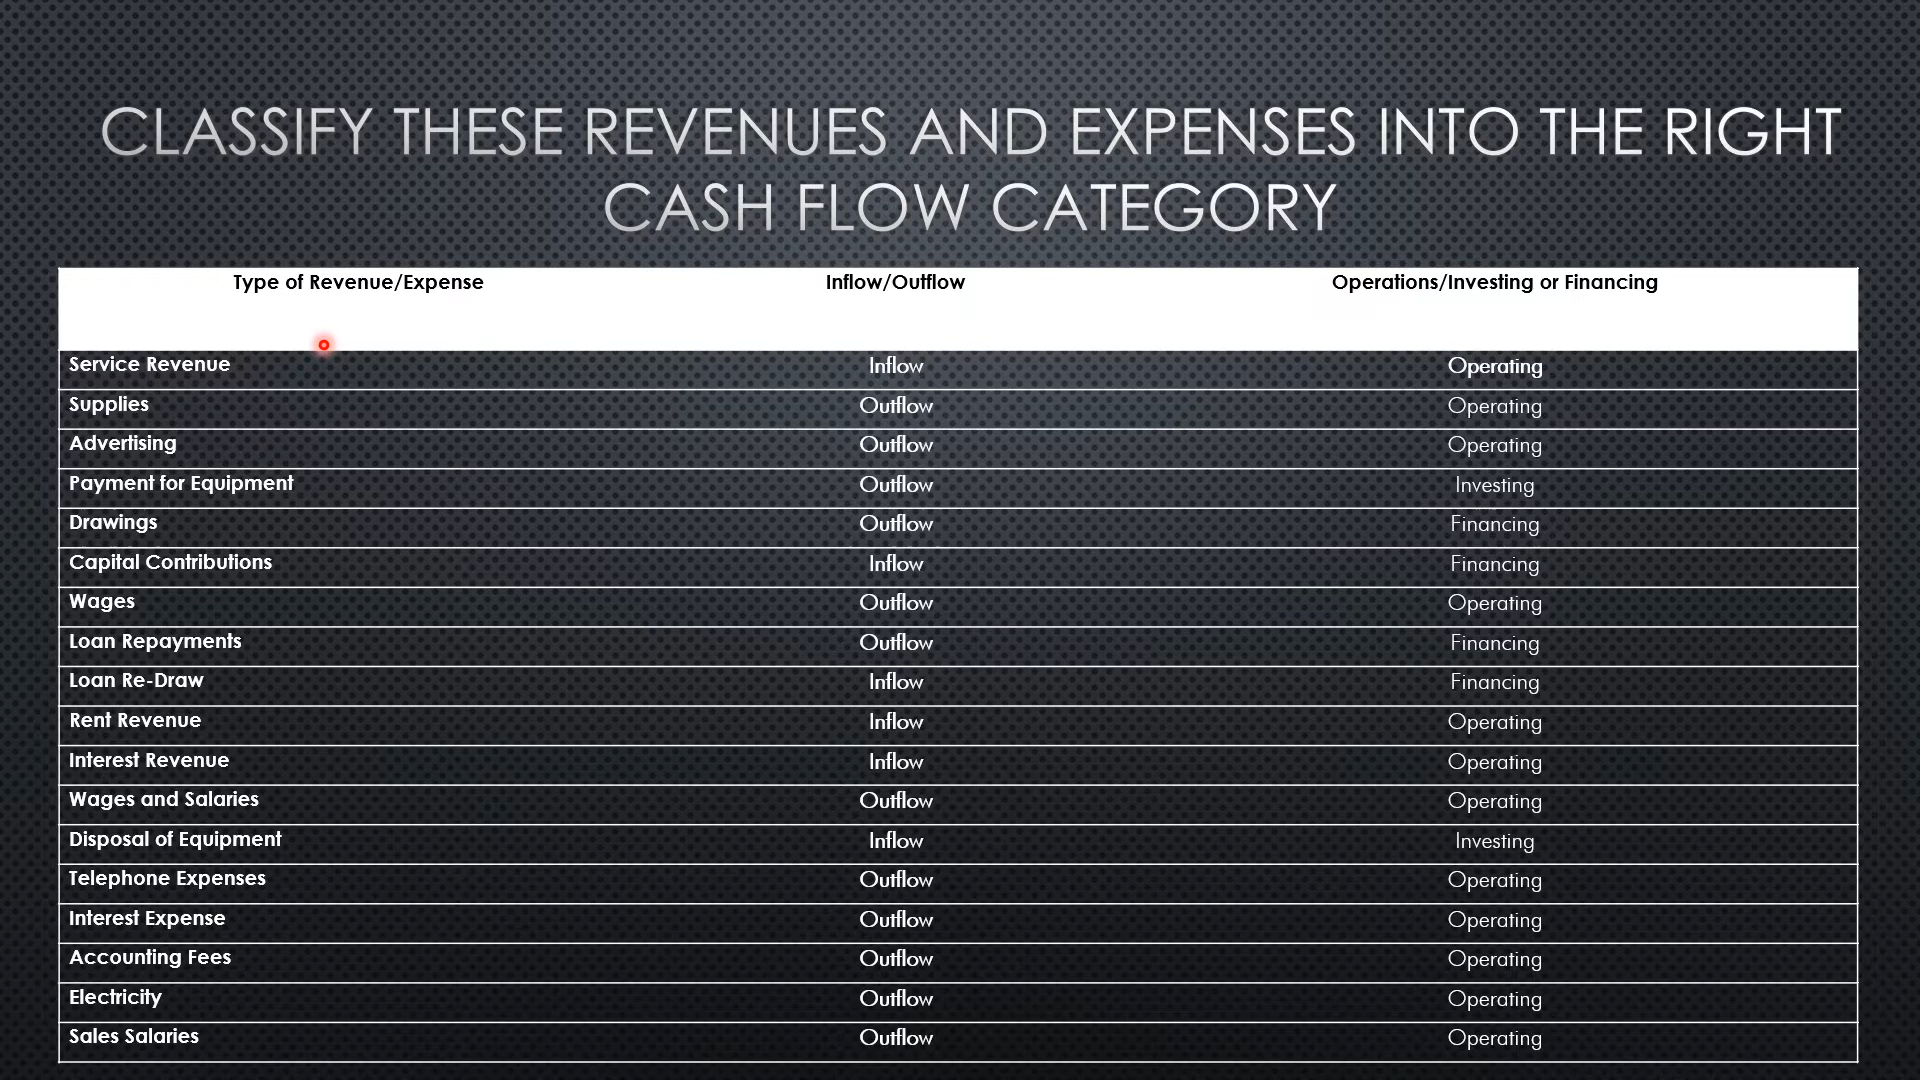 CLASSIFY THESE REVENUES AND EXPENSES INTO THE RIGHT
CASH FLOW CATEGORY
Type of Revenue/Expense Inflow/Outflow Operations/Investing or Financing
Service Revenue Inflow Operating
Supplies Outflow Operating
Advertising Outflow Operating
Payment for Equipment Outflow Investing
Drawings Outflow Financing
Capital Contributions Inflow Financing
Wages Outflow Operating
Loan Repayments Outflow Financing
Loan Re-Draw Inflow Financing
Rent Revenue Inflow Operating
Interest Revenue Inflow Operating
Wages and Salaries Outflow Operating
Disposal of Equipment Inflow Investing
Telephone Expenses Outflow Operating
Interest Expense Outflow Operating
Accounting Fees Outflow Operating
Electricity Outflow Operating
Sales Salaries Outflow Operating